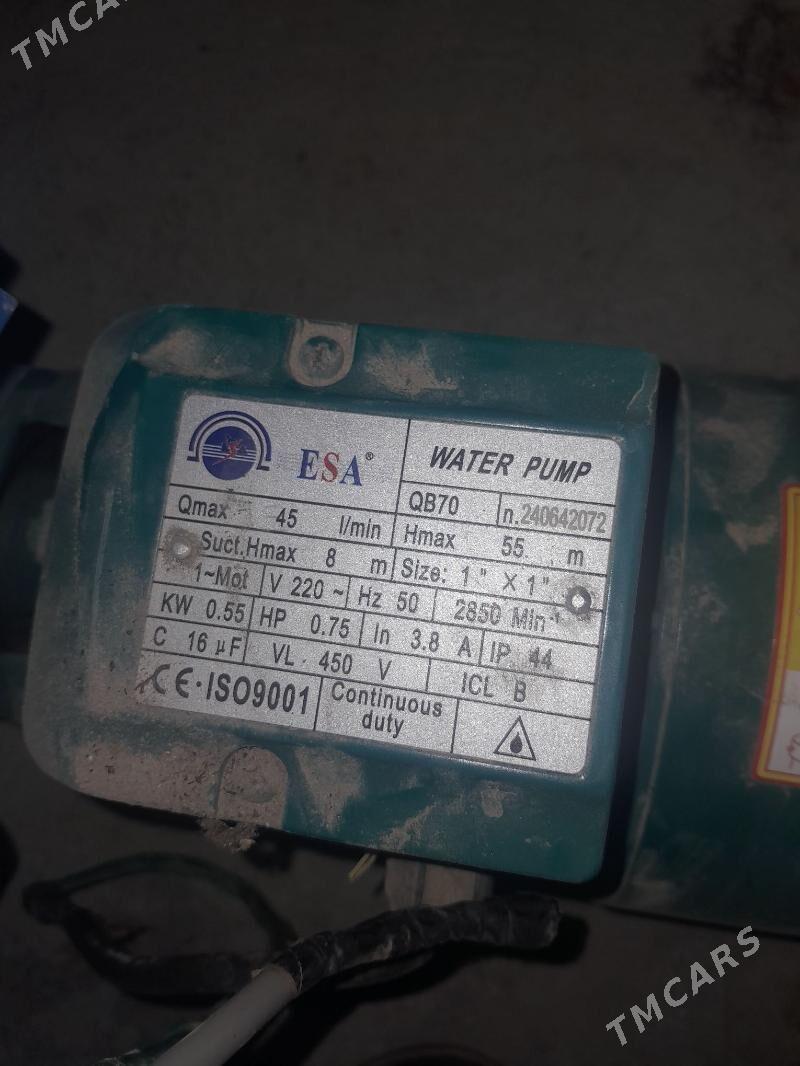 TMCARS
ESA®
WATER PUMP
QB70 n.240642072
Qmax 45 l/min Hmax 55 m
Suct.Hmax 8 m Size: 1" X 1"
1~Mot V 220 ~ Hz 50 2850 Min-1
KW 0.55 HP 0.75 In 3.8 A IP 44
C 16 µF VL 450 V ICL B
CE·ISO9001 Continuous duty
TMCARS